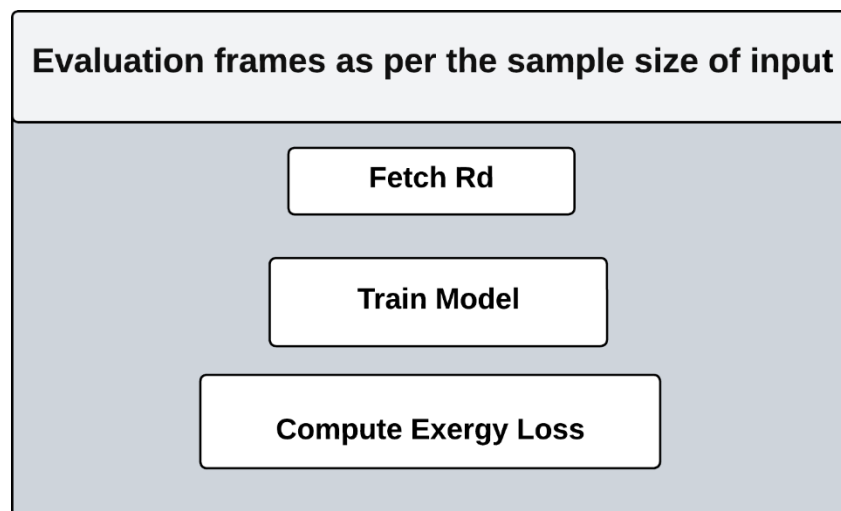 Evaluation frames as per the sample size of input
Fetch Rd
Train Model
Compute Exergy Loss